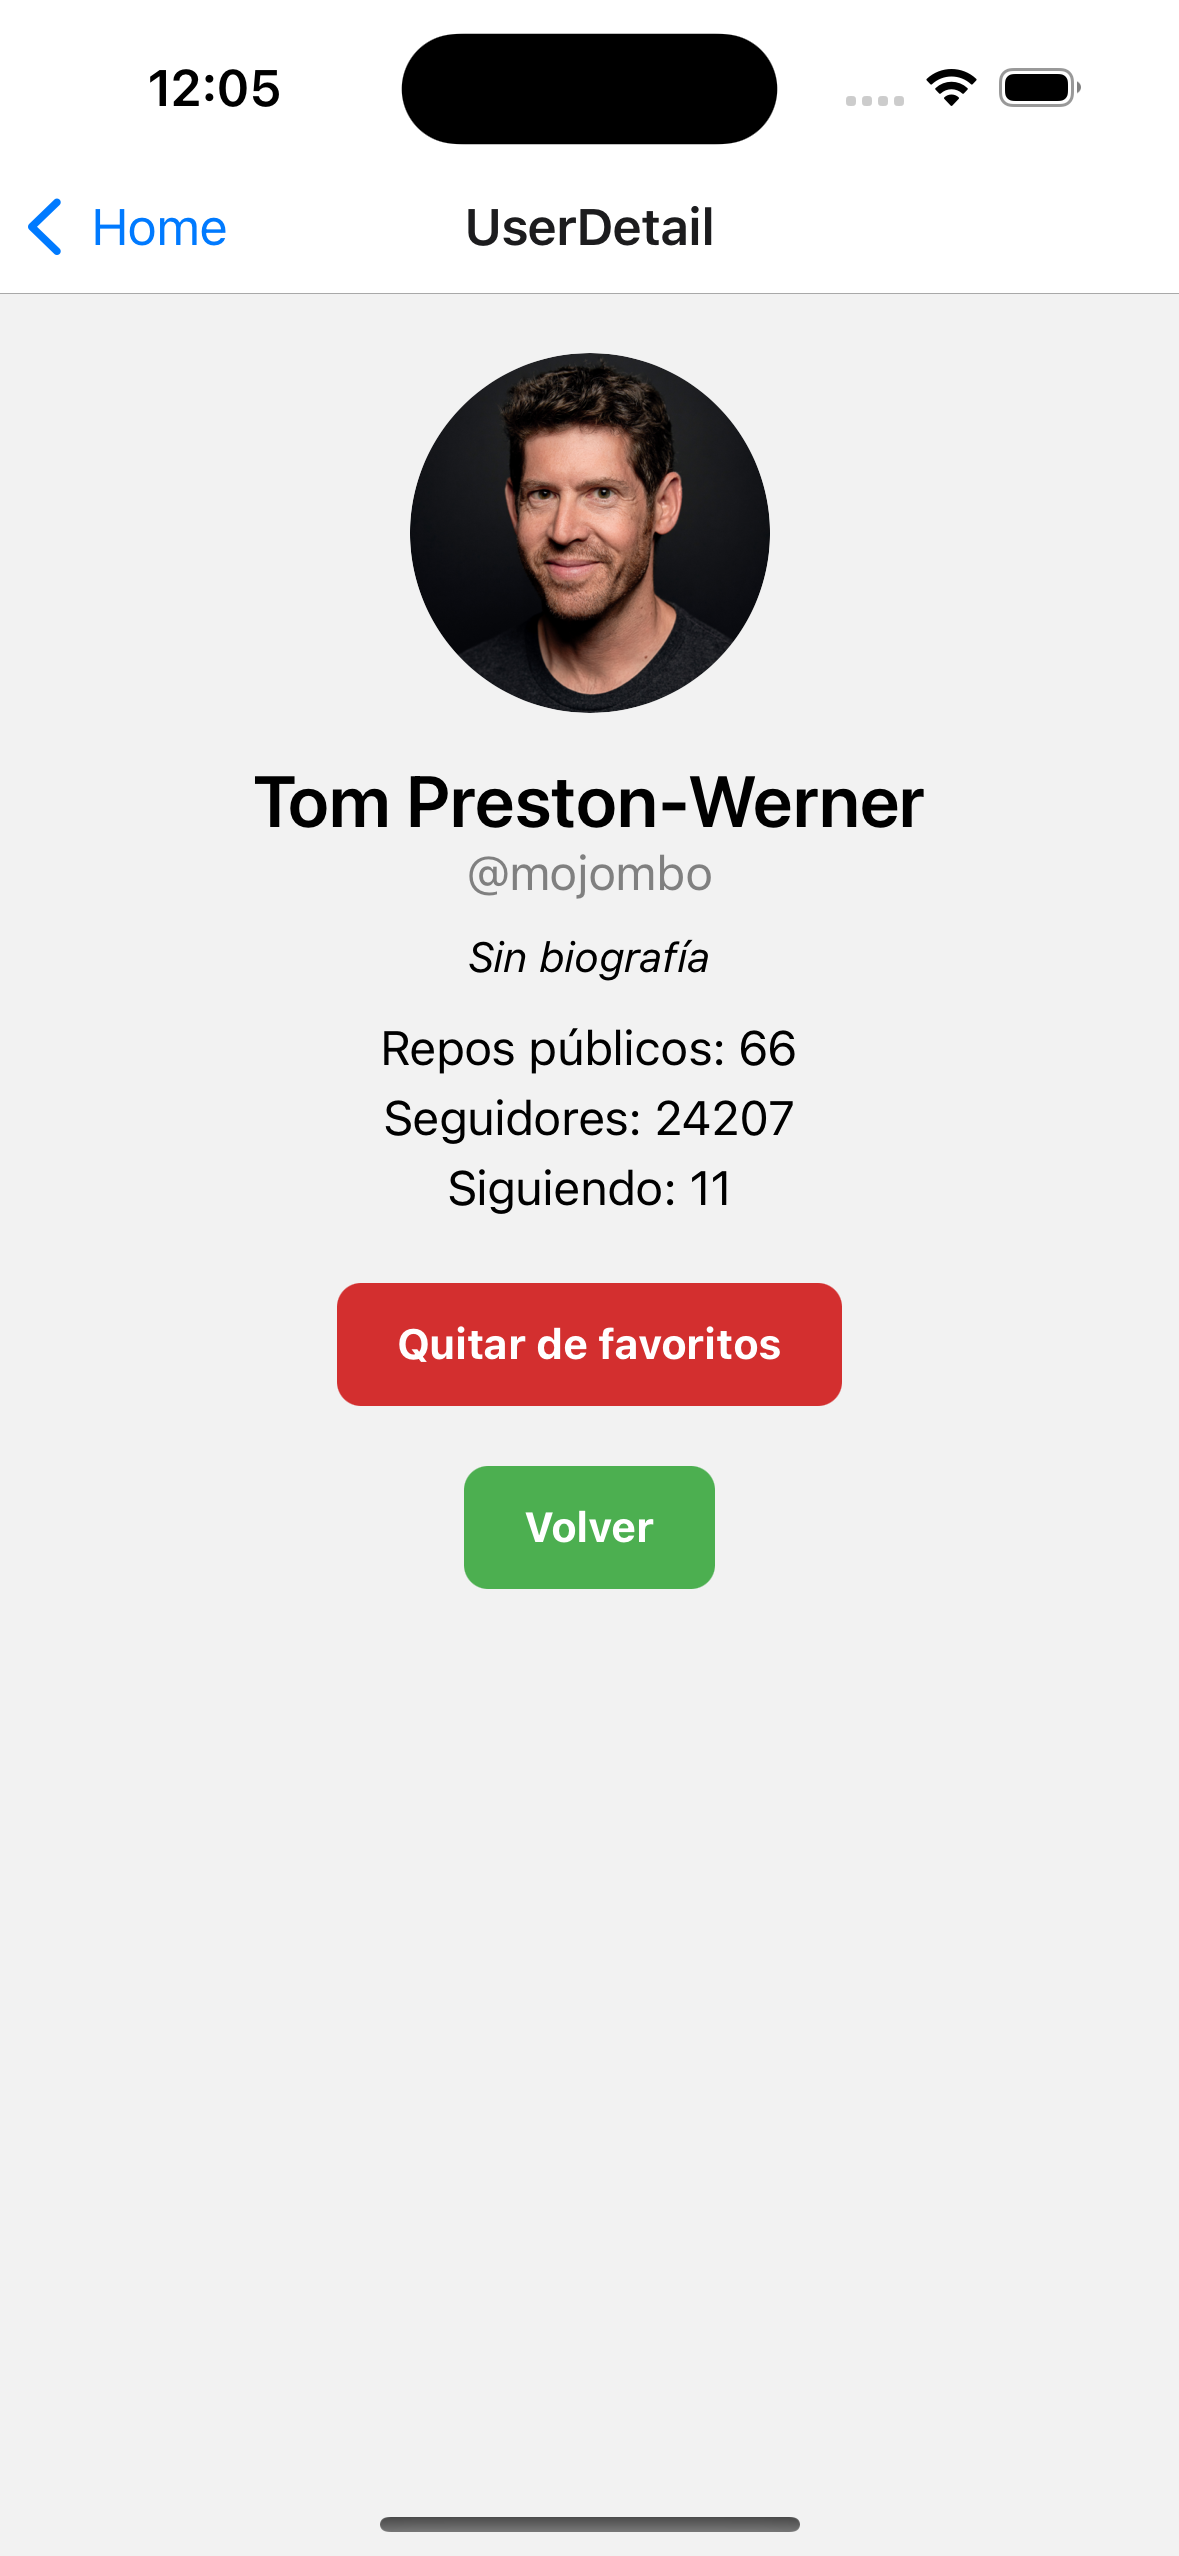 12:05
Home
UserDetail
Tom Preston-Werner
@mojombo
Sin biografía
Repos públicos: 66
Seguidores: 24207
Siguiendo: 11
Quitar de favoritos
Volver